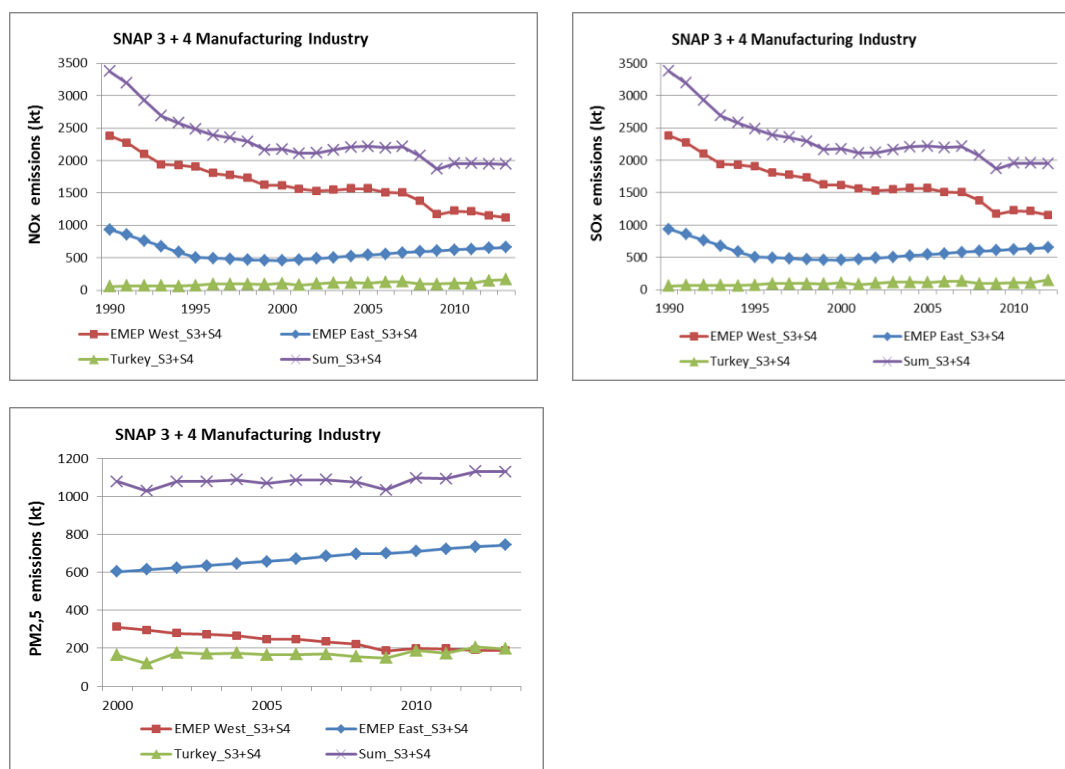 SNAP 3 + 4 Manufacturing Industry
NOx emissions (kt)
3500
3000
2500
2000
1500
1000
500
0
1990 1995 2000 2005 2010
EMEP West_S3+S4 EMEP East_S3+S4
Turkey_S3+S4 Sum_S3+S4
SNAP 3 + 4 Manufacturing Industry
SOx emissions (kt)
3500
3000
2500
2000
1500
1000
500
0
1990 1995 2000 2005 2010
EMEP West_S3+S4 EMEP East_S3+S4
Turkey_S3+S4 Sum_S3+S4
SNAP 3 + 4 Manufacturing Industry
PM2,5 emissions (kt)
1200
1000
800
600
400
200
0
2000 2005 2010
EMEP West_S3+S4 EMEP East_S3+S4
Turkey_S3+S4 Sum_S3+S4